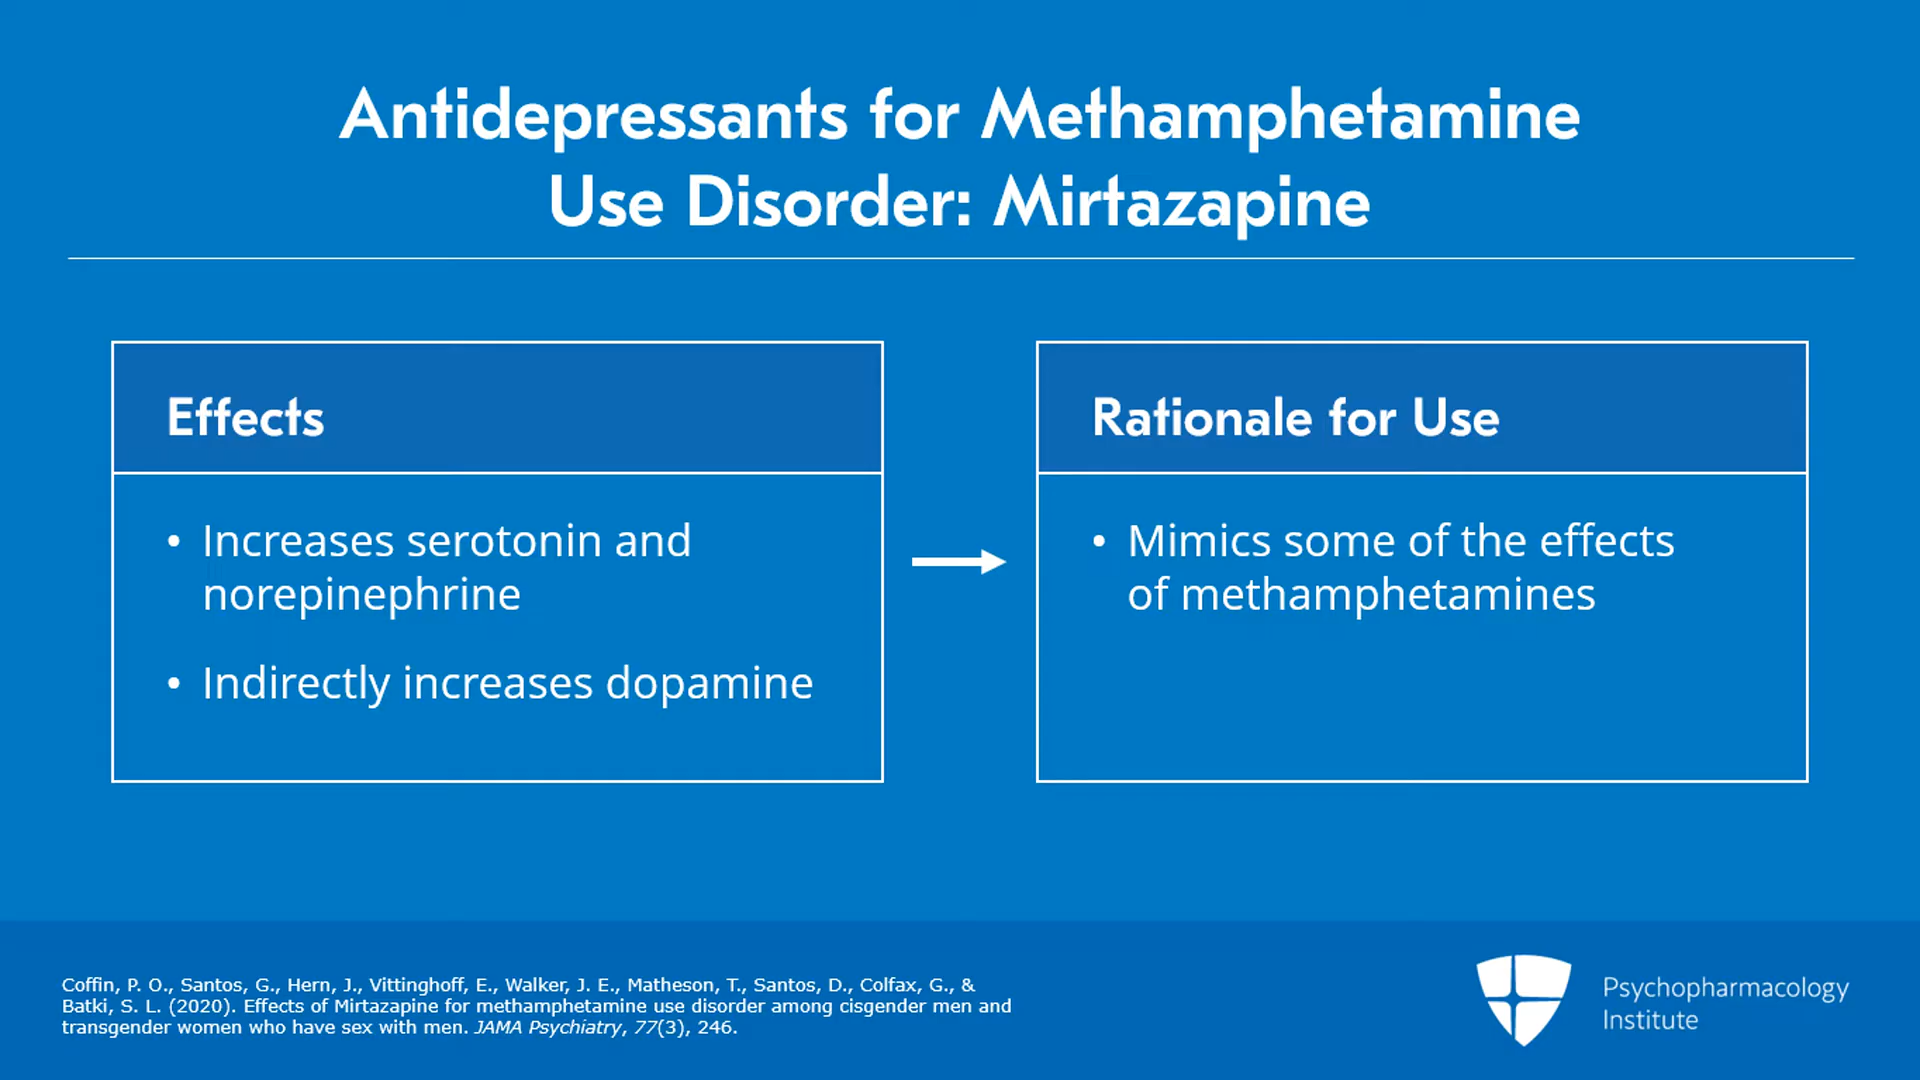 Antidepressants for Methamphetamine
Use Disorder: Mirtazapine
Effects
• Increases serotonin and
norepinephrine
• Indirectly increases dopamine
Rationale for Use
• Mimics some of the effects
of methamphetamines
Coffin, P. O., Santos, G., Hern, J., Vittinghoff, E., Walker, J. E., Matheson, T., Santos, D., Colfax, G., &
Batki, S. L. (2020). Effects of Mirtazapine for methamphetamine use disorder among cisgender men and
transgender women who have sex with men. JAMA Psychiatry, 77(3), 246.
Psychopharmacology
Institute